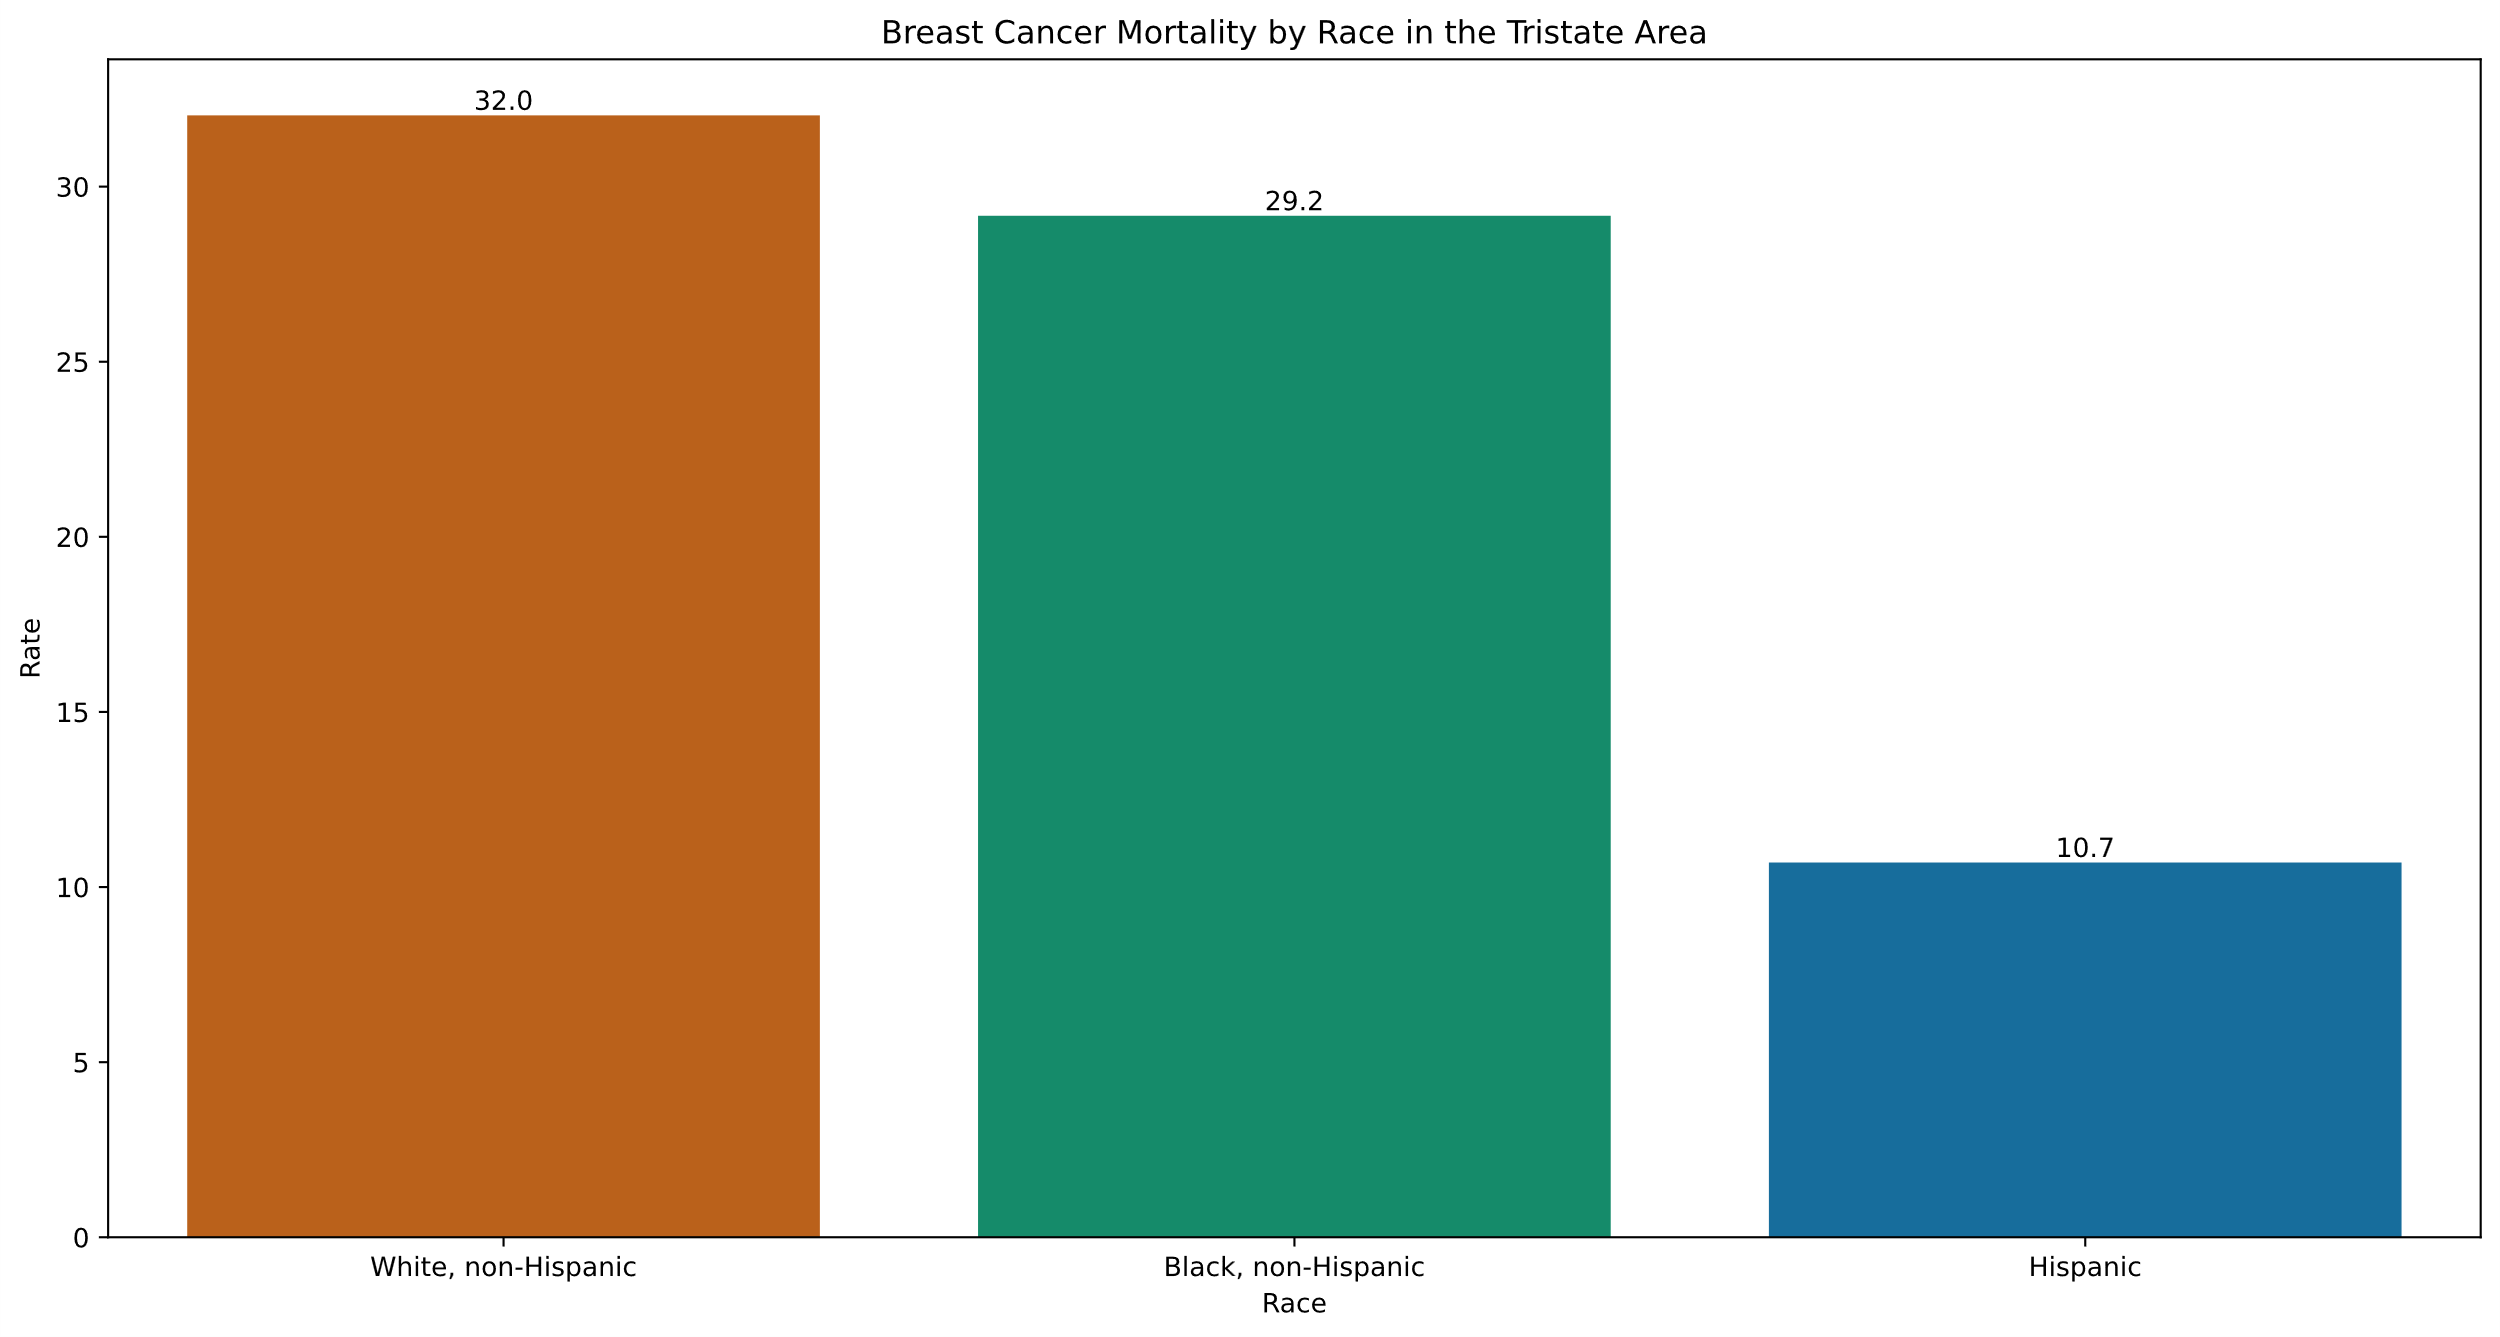 Breast Cancer Mortality by Race in the Tristate Area
32.0
29.2
10.7
30
25
20
15
10
5
0
Rate
White, non-Hispanic
Black, non-Hispanic
Hispanic
Race